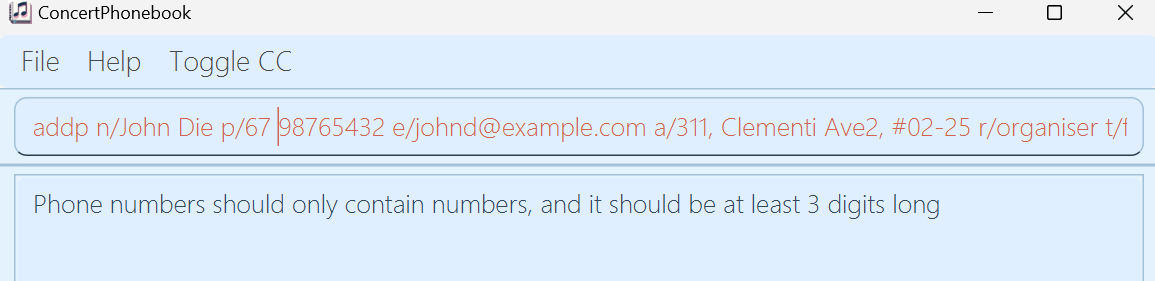 ConcertPhonebook
File Help Toggle CC
addp n/John Die p/67 98765432 e/johnd@example.com a/311, Clementi Ave2, #02-25 r/organiser t/f
Phone numbers should only contain numbers, and it should be at least 3 digits long